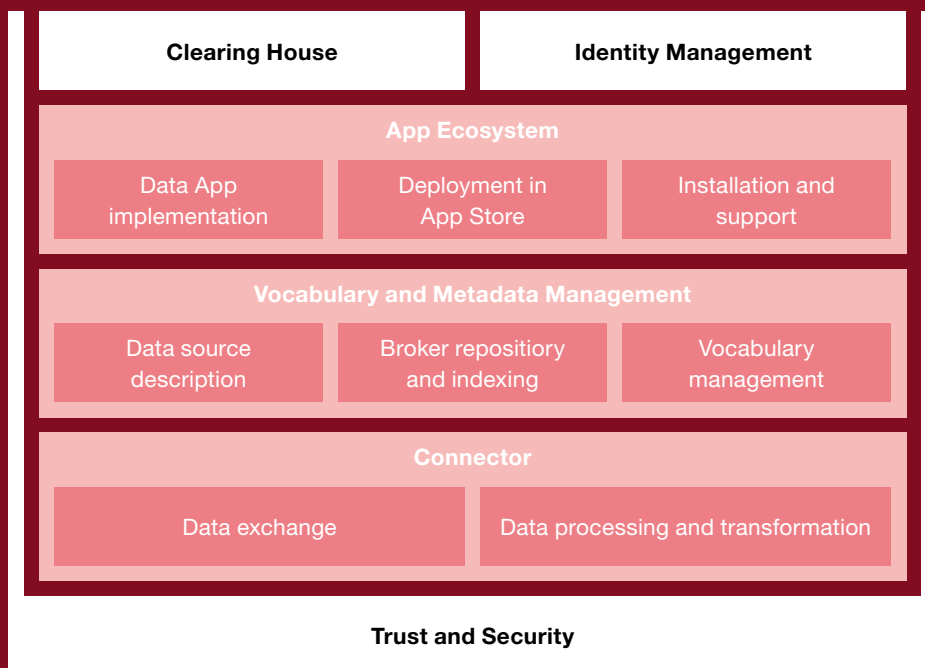 Clearing House
Identity Management
App Ecosystem
Data App
implementation
Deployment in
App Store
Installation and
support
Vocabulary and Metadata Management
Data source
description
Broker repositiory
and indexing
Vocabulary
management
Connector
Data exchange
Data processing and transformation
Trust and Security